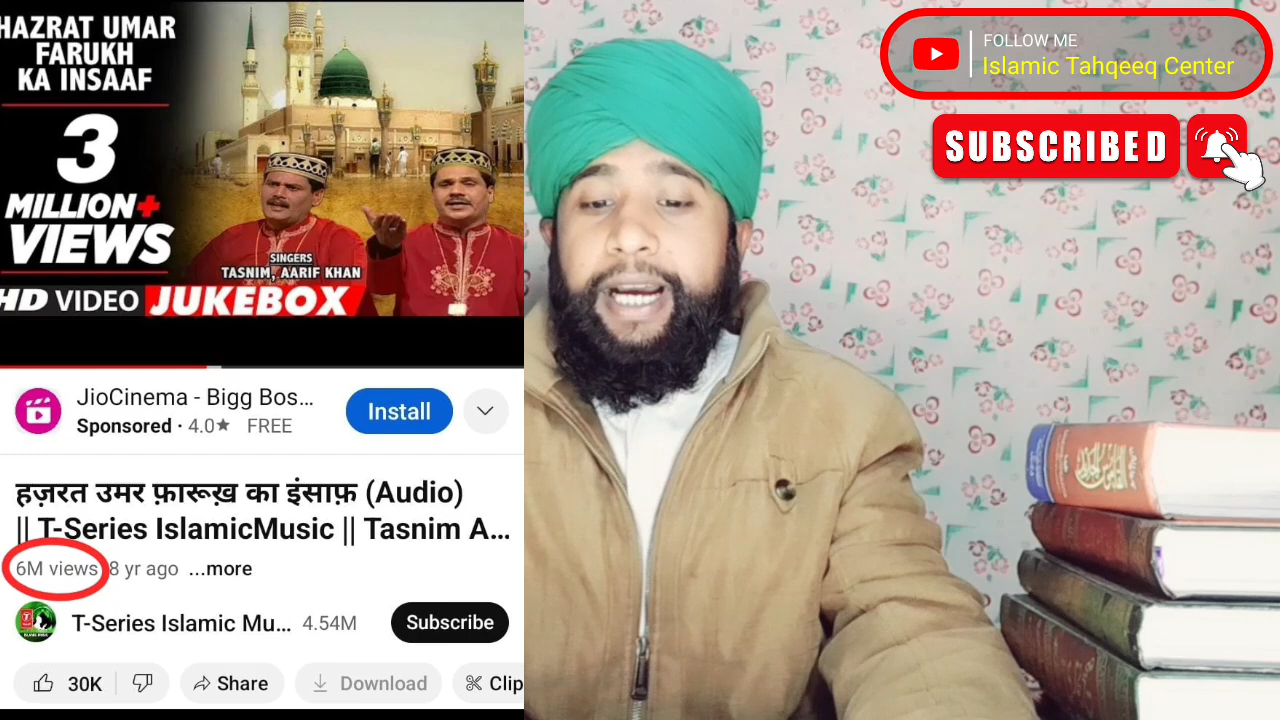 HAZRAT UMAR
FARUKH
KA INSAAF
3
MILLION+
VIEWS
SINGERS
TASNIM, AARIF KHAN
HD VIDEO JUKEBOX
JioCinema - Bigg Bos...
Install
Sponsored · 4.0★ FREE
हज़रत उमर फ़ारूख़ का इंसाफ़ (Audio)
|| T-Series IslamicMusic || Tasnim A...
6M views 8 yr ago ...more
T-Series Islamic Mu... 4.54M
Subscribe
30K
Share
Download
Clip
FOLLOW ME
Islamic Tahqeeq Center
SUBSCRIBED